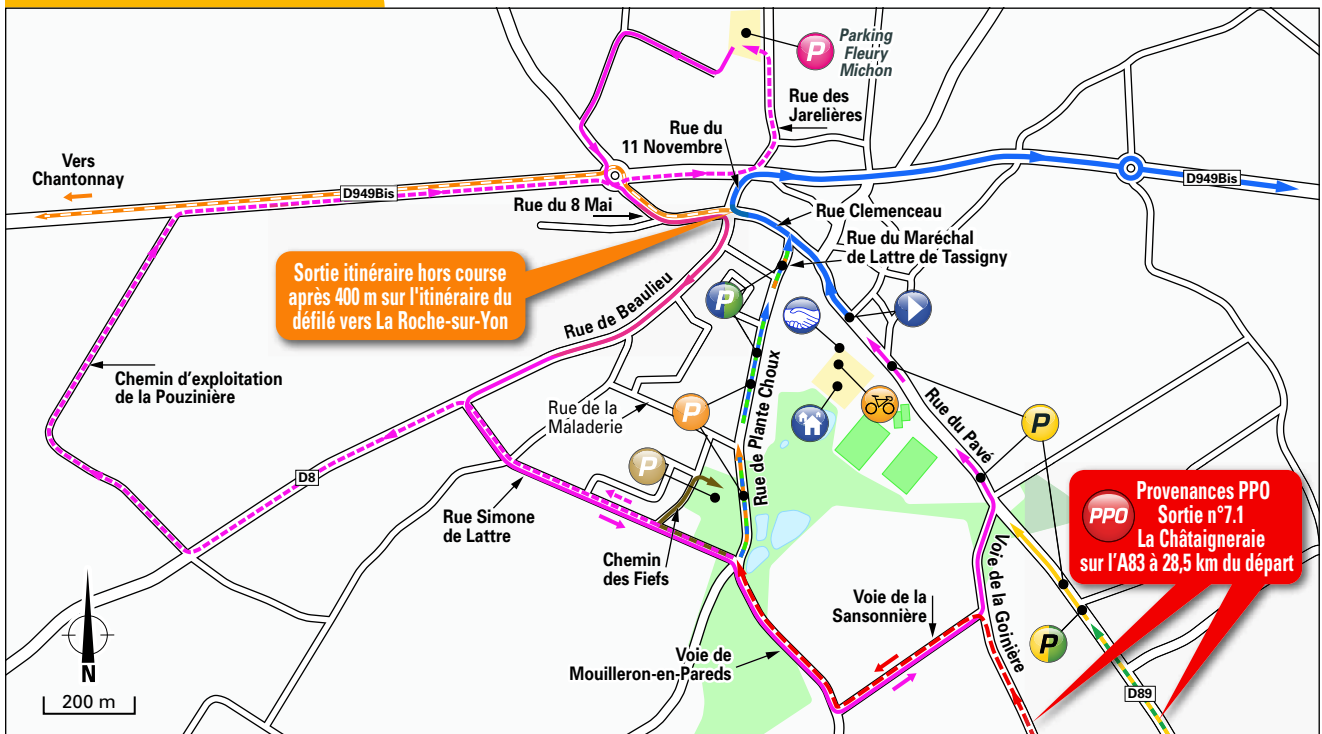 Parking
Fleury
Michon
P
Rue des
Jarelières
Rue du
11 Novembre
Vers
Chantonnay
D949Bis
D949Bis
Rue du 8 Mai
Rue Clemenceau
Rue du Maréchal
de Lattre de Tassigny
Sortie itinéraire hors course
après 400 m sur l'itinéraire du
défilé vers La Roche-sur-Yon
P
Rue de Beaulieu
Chemin d'exploitation
de la Pouzinière
Rue de la
Maladerie
P
Rue de Plante Choux
Rue du Pavé
P
P
D8
Rue Simone
de Lattre
Chemin
des Fiefs
PPO
Provenances PPO
Sortie n°7.1
La Châtaigneraie
sur l'A83 à 28,5 km du départ
Voie de la Goinière
Voie de la
Sansonnière
P
Voie de
Mouilleron-en-Pareds
D89
N
200 m